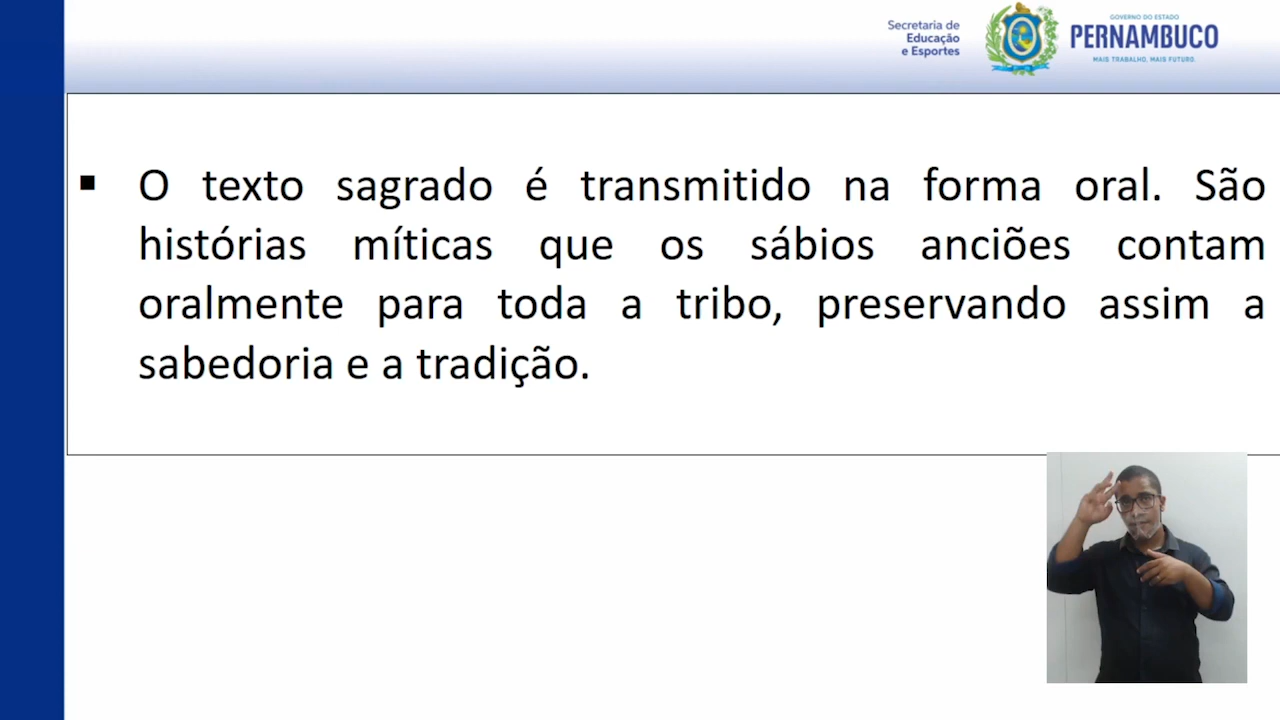 Secretaria de
Educação
e Esportes
GOVERNO DO ESTADO
PERNAMBUCO
MAIS TRABALHO, MAIS FUTURO.
▪ O texto sagrado é transmitido na forma oral. São
histórias míticas que os sábios anciões contam
oralmente para toda a tribo, preservando assim a
sabedoria e a tradição.